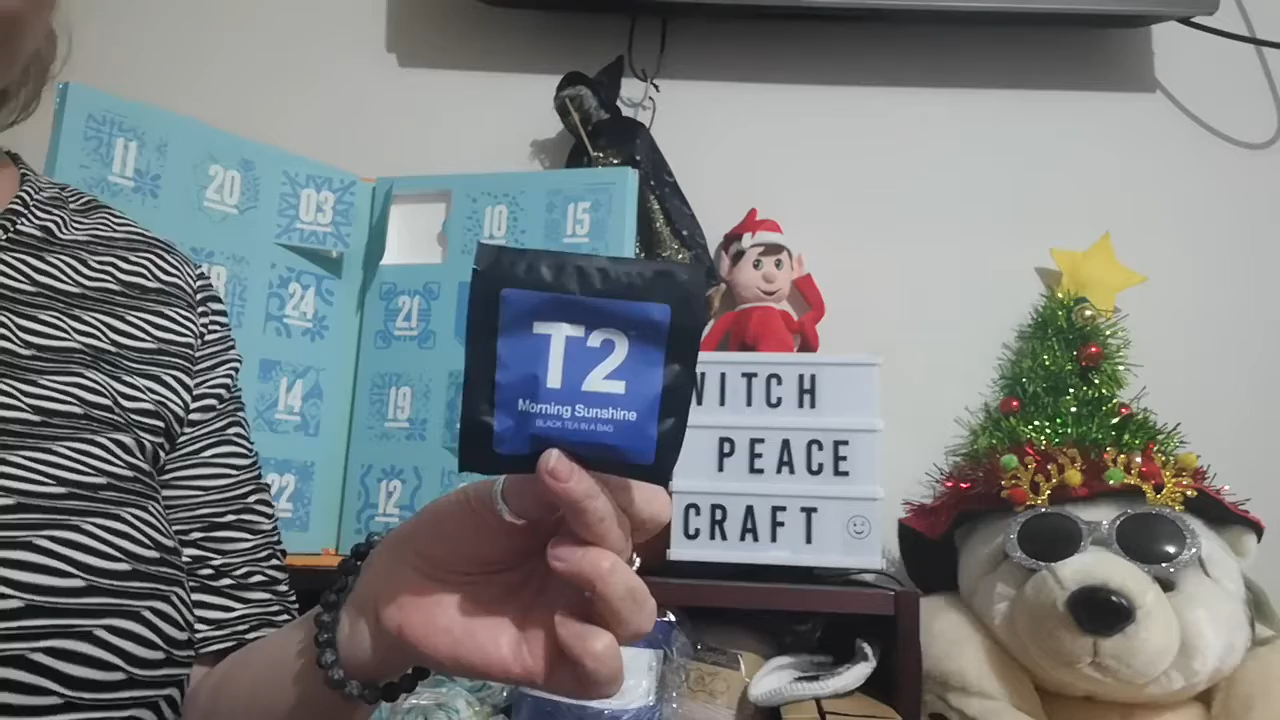 11
20
03
10
15
18
24
21
14
19
22
12
T2
Morning Sunshine
BLACK TEA IN A BAG
WITCH
PEACE
CRAFT